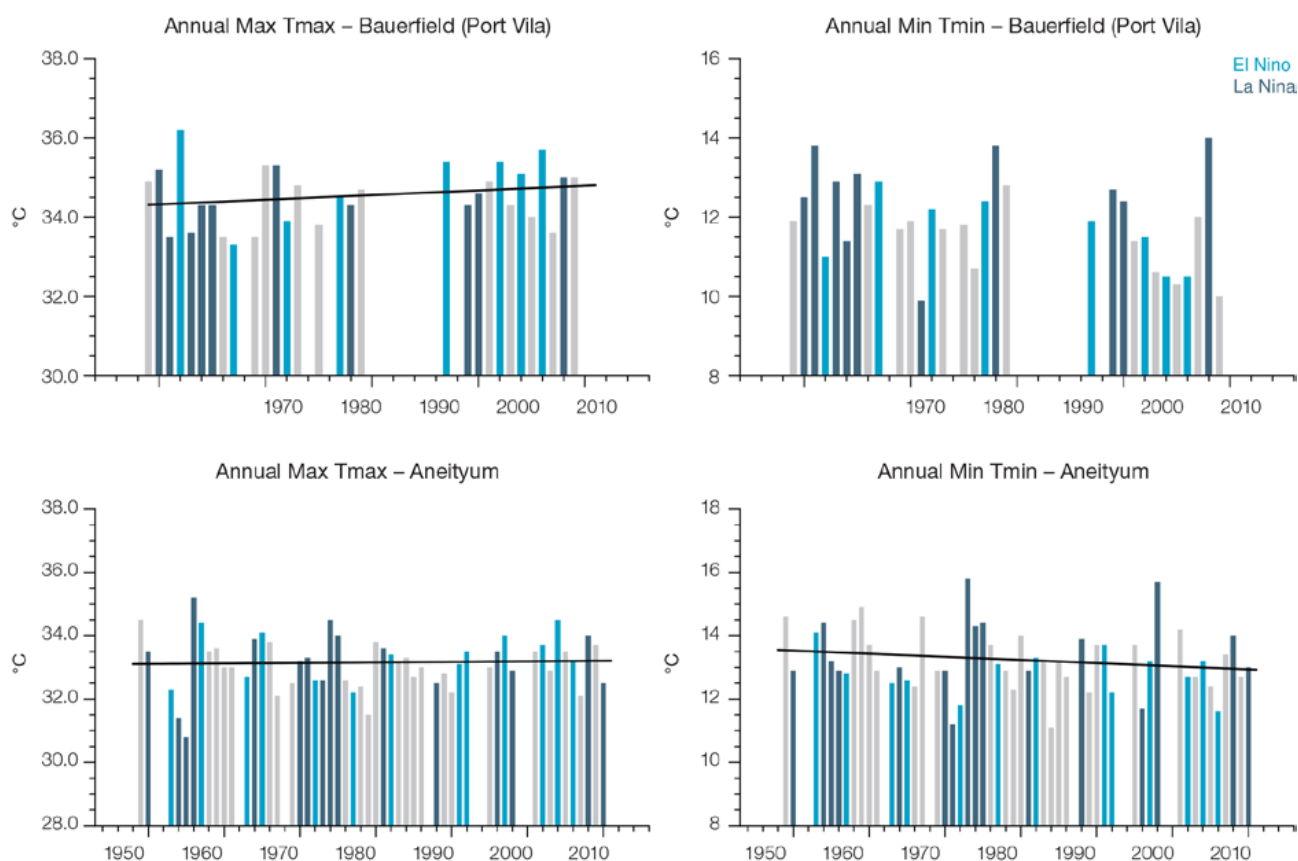 Annual Max Tmax – Bauerfield (Port Vila)
38.0
36.0
34.0
32.0
30.0
°C
1970 1980 1990 2000 2010
Annual Min Tmin – Bauerfield (Port Vila)
16
14
12
10
8
°C
1970 1980 1990 2000 2010
El Nino
La Nina
Annual Max Tmax – Aneityum
38.0
36.0
34.0
32.0
30.0
28.0
°C
1950 1960 1970 1980 1990 2000 2010
Annual Min Tmin – Aneityum
18
16
14
12
10
8
°C
1950 1960 1970 1980 1990 2000 2010